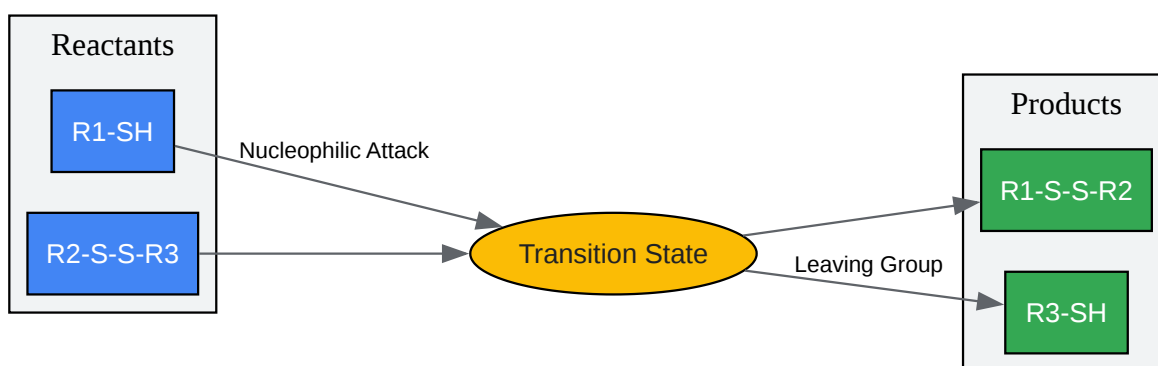 Reactants
R1-SH
R2-S-S-R3
Nucleophilic Attack
Transition State
Leaving Group
Products
R1-S-S-R2
R3-SH